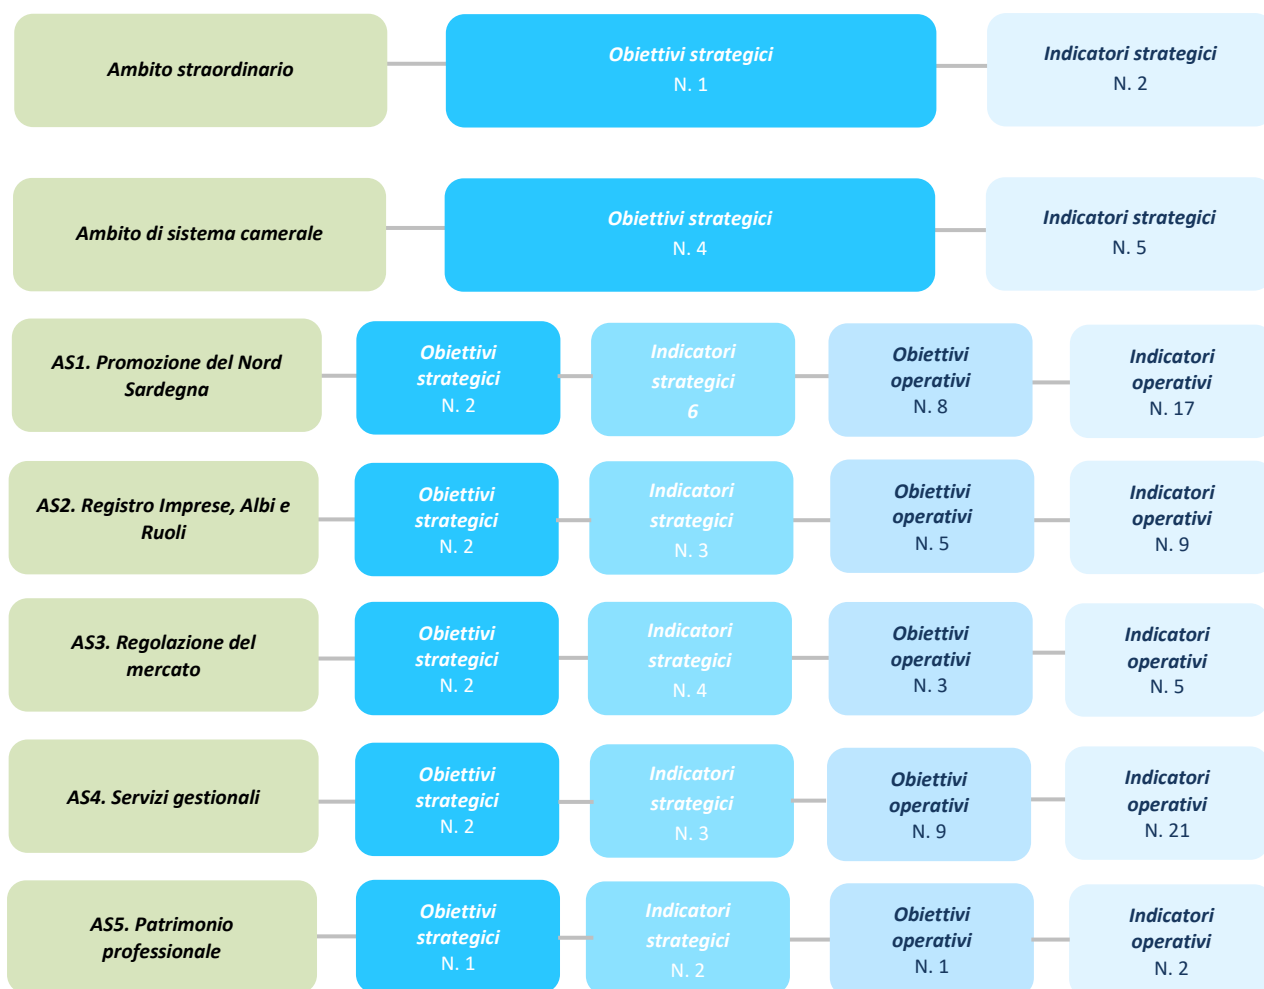 Ambito straordinario
Obiettivi strategici
N. 1
Indicatori strategici
N. 2
Ambito di sistema camerale
Obiettivi strategici
N. 4
Indicatori strategici
N. 5
AS1. Promozione del Nord
Sardegna
Obiettivi
strategici
N. 2
Indicatori
strategici
6
Obiettivi
operativi
N. 8
Indicatori
operativi
N. 17
AS2. Registro Imprese, Albi e
Ruoli
Obiettivi
strategici
N. 2
Indicatori
strategici
N. 3
Obiettivi
operativi
N. 5
Indicatori
operativi
N. 9
AS3. Regolazione del
mercato
Obiettivi
strategici
N. 2
Indicatori
strategici
N. 4
Obiettivi
operativi
N. 3
Indicatori
operativi
N. 5
AS4. Servizi gestionali
Obiettivi
strategici
N. 2
Indicatori
strategici
N. 3
Obiettivi
operativi
N. 9
Indicatori
operativi
N. 21
AS5. Patrimonio
professionale
Obiettivi
strategici
N. 1
Indicatori
strategici
N. 2
Obiettivi
operativi
N. 1
Indicatori
operativi
N. 2